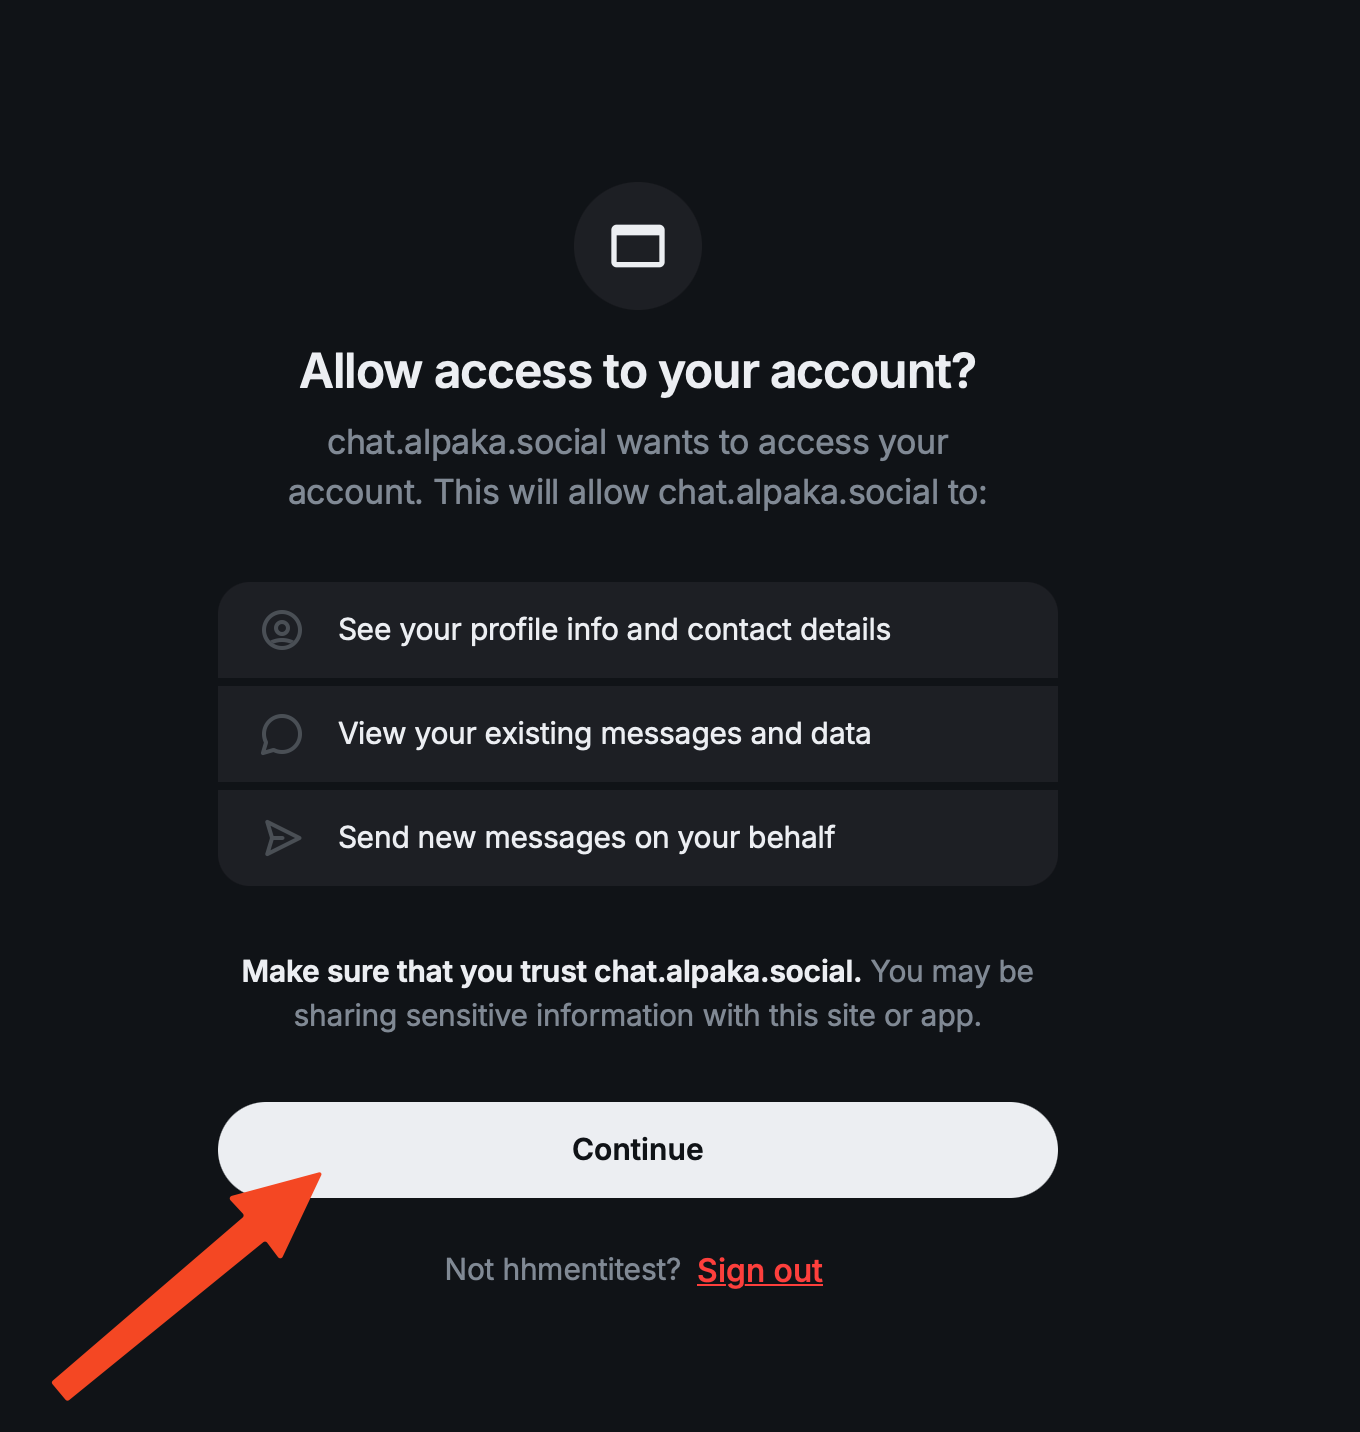 Allow access to your account?
chat.alpaka.social wants to access your
account. This will allow chat.alpaka.social to:
See your profile info and contact details
View your existing messages and data
Send new messages on your behalf
Make sure that you trust chat.alpaka.social. You may be
sharing sensitive information with this site or app.
Continue
Not hhmentitest? Sign out